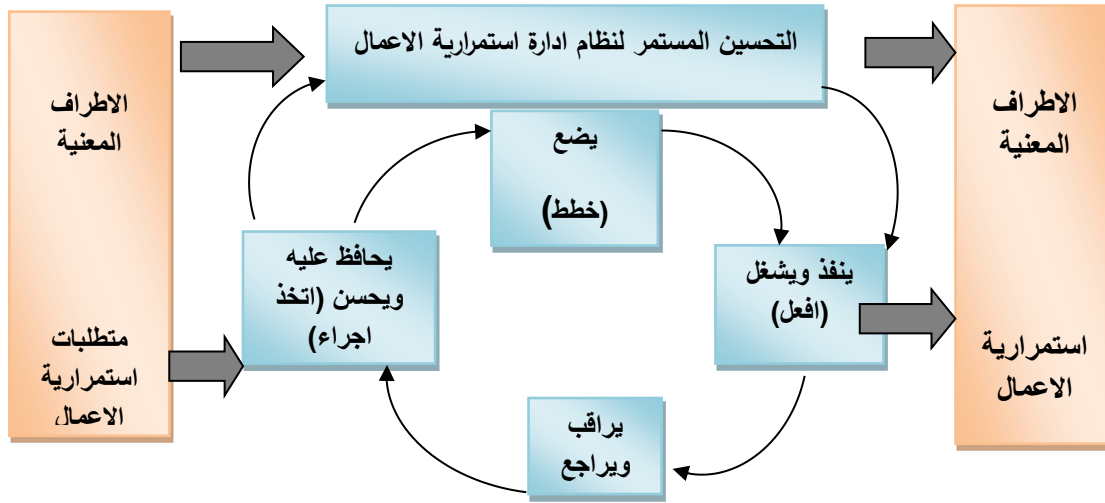 التحسين المستمر لنظام ادارة استمرارية الاعمال
الاطراف
المعنية
متطلبات
استمرارية
الاعمال
يضع
(خطط)
ينفذ ويشغل
(افعل)
يراقب
ويراجع
يحافظ عليه
ويحسن (اتخذ
اجراء)
الاطراف
المعنية
استمرارية
الاعمال